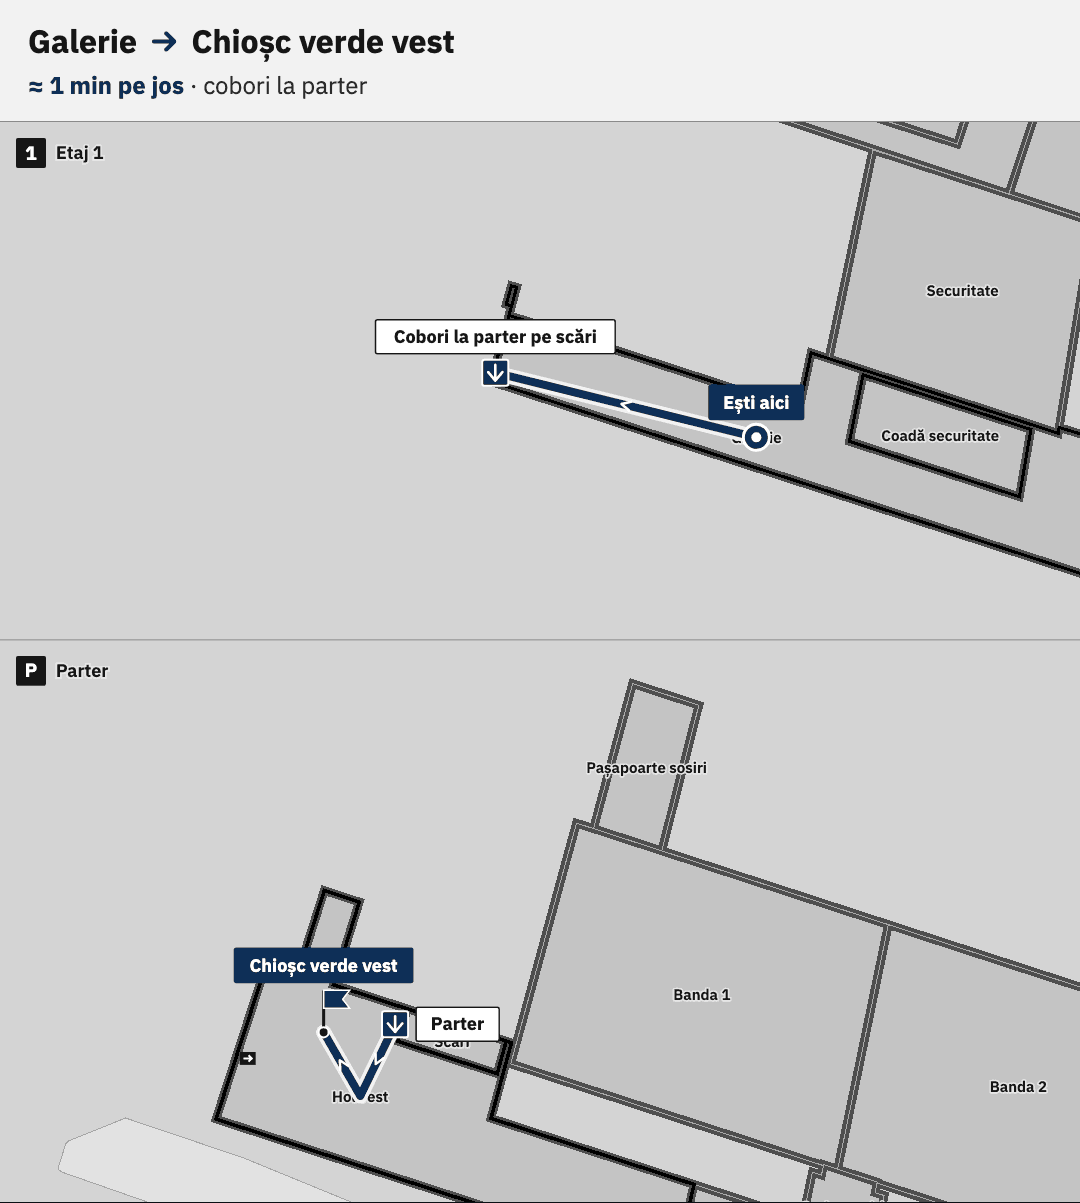 Galerie → Chioșc verde vest
≈ 1 min pe jos · cobori la parter
1 Etaj 1
Securitate
Cobori la parter pe scări
Ești aici
Coadă securitate
P Parter
Pașapoarte sosiri
Chioșc verde vest
Banda 1
Parter
Scări
Banda 2